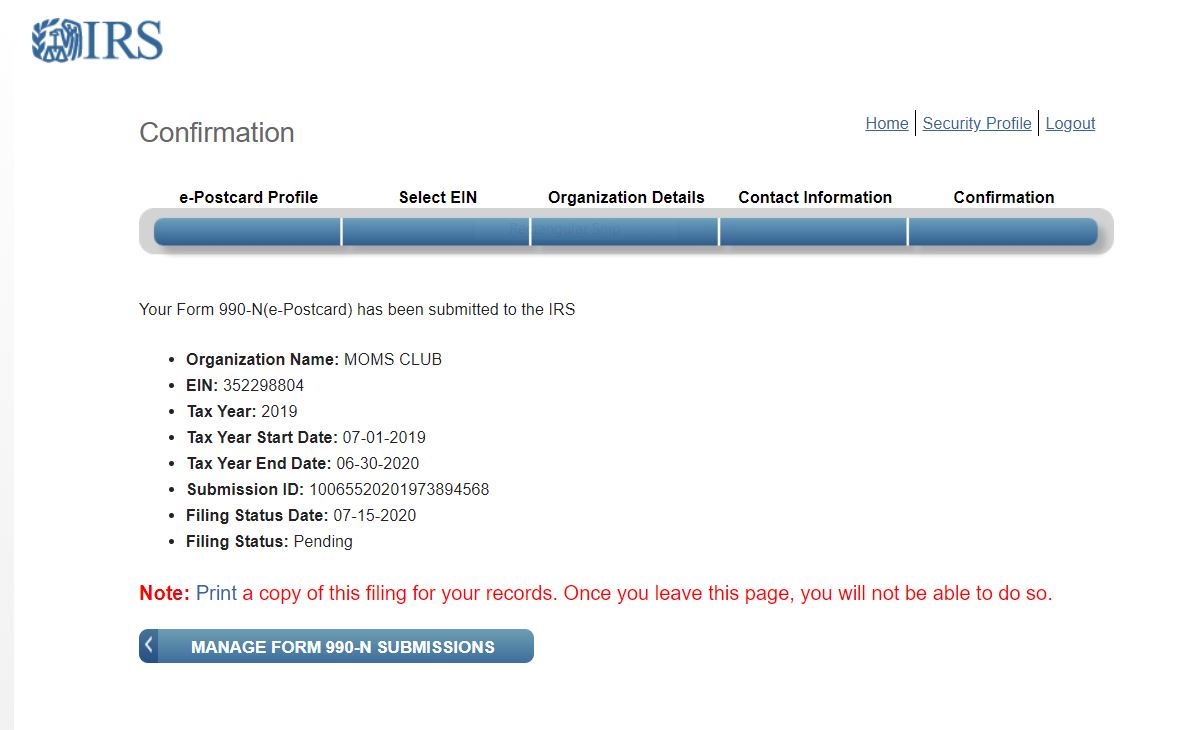 IRS
Confirmation
Home Security Profile Logout
e-Postcard Profile Select EIN Organization Details Contact Information Confirmation
Rectangular Snip
Your Form 990-N(e-Postcard) has been submitted to the IRS
• Organization Name: MOMS CLUB
• EIN: 352298804
• Tax Year: 2019
• Tax Year Start Date: 07-01-2019
• Tax Year End Date: 06-30-2020
• Submission ID: 10065520201973894568
• Filing Status Date: 07-15-2020
• Filing Status: Pending
Note: Print a copy of this filing for your records. Once you leave this page, you will not be able to do so.
MANAGE FORM 990-N SUBMISSIONS